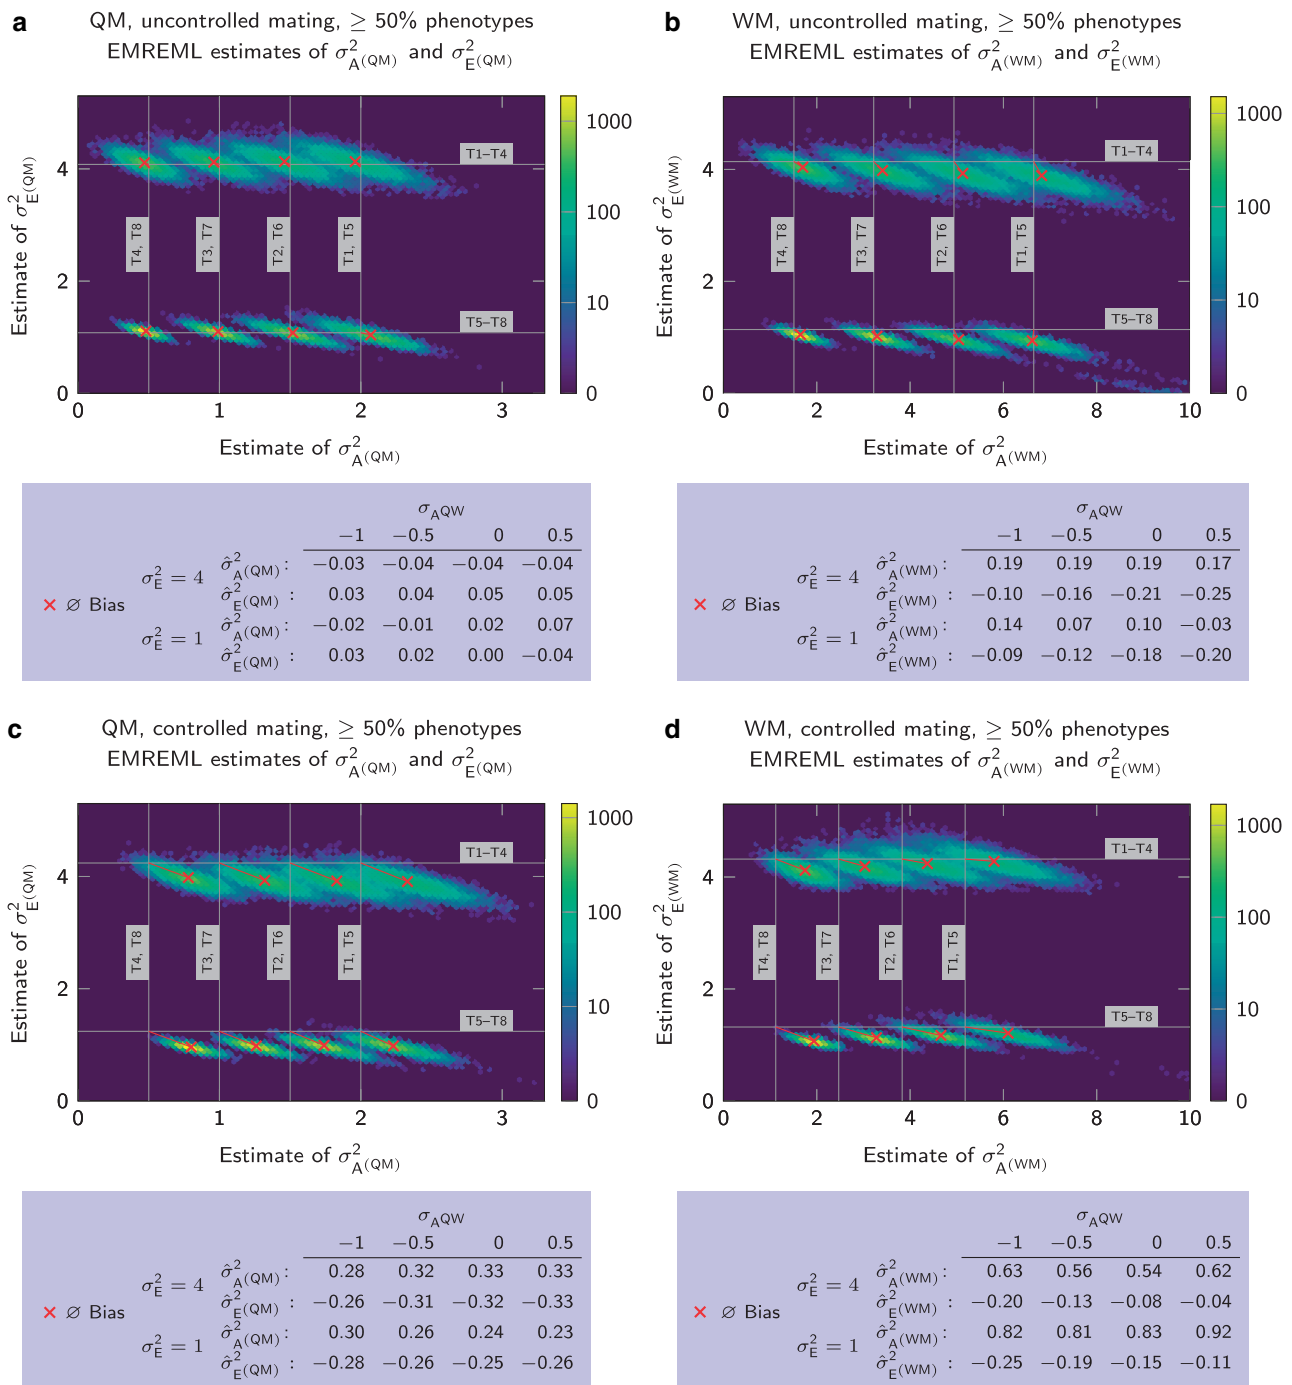 a
QM, uncontrolled mating, ≥ 50% phenotypes
EMREML estimates of σ²A(QM) and σ²E(QM)
Estimate of σ²E(QM)
4
2
0
T1–T4
T4, T8
T3, T7
T2, T6
T1, T5
T5–T8
0 1 2 3
Estimate of σ²A(QM)
1000
100
10
0
σAQW
−1 −0.5 0 0.5
σ²E = 4 σ̂²A(QM): −0.03 −0.04 −0.04 −0.04
σ̂²E(QM) : 0.03 0.04 0.05 0.05
× ∅ Bias
σ²E = 1 σ̂²A(QM): −0.02 −0.01 0.02 0.07
σ̂²E(QM) : 0.03 0.02 0.00 −0.04
b
WM, uncontrolled mating, ≥ 50% phenotypes
EMREML estimates of σ²A(WM) and σ²E(WM)
Estimate of σ²E(WM)
4
2
0
T1–T4
T4, T8
T3, T7
T2, T6
T1, T5
T5–T8
0 2 4 6 8 10
Estimate of σ²A(WM)
1000
100
10
0
σAQW
−1 −0.5 0 0.5
σ²E = 4 σ̂²A(WM): 0.19 0.19 0.19 0.17
σ̂²E(WM) : −0.10 −0.16 −0.21 −0.25
× ∅ Bias
σ²E = 1 σ̂²A(WM): 0.14 0.07 0.10 −0.03
σ̂²E(WM) : −0.09 −0.12 −0.18 −0.20
c
QM, controlled mating, ≥ 50% phenotypes
EMREML estimates of σ²A(QM) and σ²E(QM)
Estimate of σ²E(QM)
4
2
0
T1–T4
T4, T8
T3, T7
T2, T6
T1, T5
T5–T8
0 1 2 3
Estimate of σ²A(QM)
1000
100
10
0
σAQW
−1 −0.5 0 0.5
σ²E = 4 σ̂²A(QM): 0.28 0.32 0.33 0.33
σ̂²E(QM) : −0.26 −0.31 −0.32 −0.33
× ∅ Bias
σ²E = 1 σ̂²A(QM): 0.30 0.26 0.24 0.23
σ̂²E(QM) : −0.28 −0.26 −0.25 −0.26
d
WM, controlled mating, ≥ 50% phenotypes
EMREML estimates of σ²A(WM) and σ²E(WM)
Estimate of σ²E(WM)
4
2
0
T1–T4
T4, T8
T3, T7
T2, T6
T1, T5
T5–T8
0 2 4 6 8 10
Estimate of σ²A(WM)
1000
100
10
0
σAQW
−1 −0.5 0 0.5
σ²E = 4 σ̂²A(WM): 0.63 0.56 0.54 0.62
σ̂²E(WM) : −0.20 −0.13 −0.08 −0.04
× ∅ Bias
σ²E = 1 σ̂²A(WM): 0.82 0.81 0.83 0.92
σ̂²E(WM) : −0.25 −0.19 −0.15 −0.11